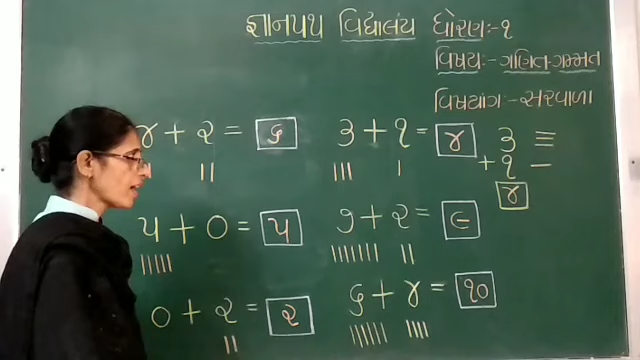 જ્ઞાનપથ વિદ્યાલય ધોરણ:-૧
વિષય:- ગણિત-ગમ્મત
વિષયાંગ:- સરવાળા
૪ + ૨ = ૬
૩ + ૧ = ૪
૩
+ ૧
૪
૫ + ૦ = ૫
૭ + ૨ = ૯
૦ + ૨ = ૨
૬ + ૪ = ૧૦